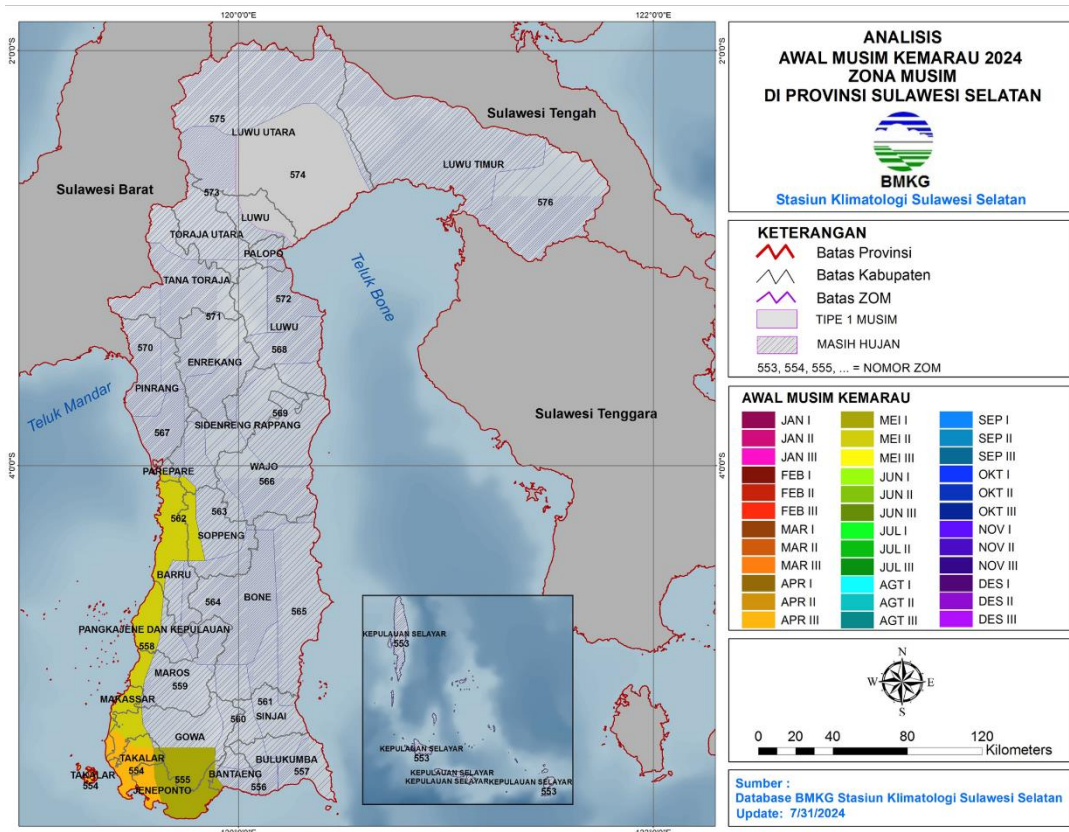 120°0'0"E
122°0'0"E
2°0'0"S
2°0'0"S
4°0'0"S
4°0'0"S
575
LUWU UTARA
Sulawesi Tengah
LUWU TIMUR
574
Sulawesi Barat
573
576
LUWU
TORAJA UTARA
PALOPO
Teluk Bone
TANA TORAJA
572
571
LUWU
570
568
ENREKANG
PINRANG
Teluk Mandar
569
SIDENRENG RAPPANG
Sulawesi Tenggara
567
WAJO
PAREPARE
566
562
563
SOPPENG
BARRU
564
BONE
565
PANGKAJENE DAN KEPULAUAN
558
MAROS
559
MAKASSAR
561
560
SINJAI
GOWA
TAKALAR
554
BULUKUMBA
557
TAKALAR
554
555
BANTAENG
556
JENEPONTO
KEPULAUAN SELAYAR
553
KEPULAUAN SELAYAR
553
KEPULAUAN SELAYAR
KEPULAUAN SELAYAR
KEPULAUAN SELAYAR
553
120°0'0"E
122°0'0"E
ANALISIS
AWAL MUSIM KEMARAU 2024
ZONA MUSIM
DI PROVINSI SULAWESI SELATAN
BMKG
Stasiun Klimatologi Sulawesi Selatan
KETERANGAN
Batas Provinsi
Batas Kabupaten
Batas ZOM
TIPE 1 MUSIM
MASIH HUJAN
553, 554, 555, ... = NOMOR ZOM
AWAL MUSIM KEMARAU
JAN I
JAN II
JAN III
FEB I
FEB II
FEB III
MAR I
MAR II
MAR III
APR I
APR II
APR III
MEI I
MEI II
MEI III
JUN I
JUN II
JUN III
JUL I
JUL II
JUL III
AGT I
AGT II
AGT III
SEP I
SEP II
SEP III
OKT I
OKT II
OKT III
NOV I
NOV II
NOV III
DES I
DES II
DES III
N
W E
S
0 10 20 40 80 120
Kilometers
Sumber :
Database BMKG Stasiun Klimatologi Sulawesi Selatan
Update: 7/31/2024